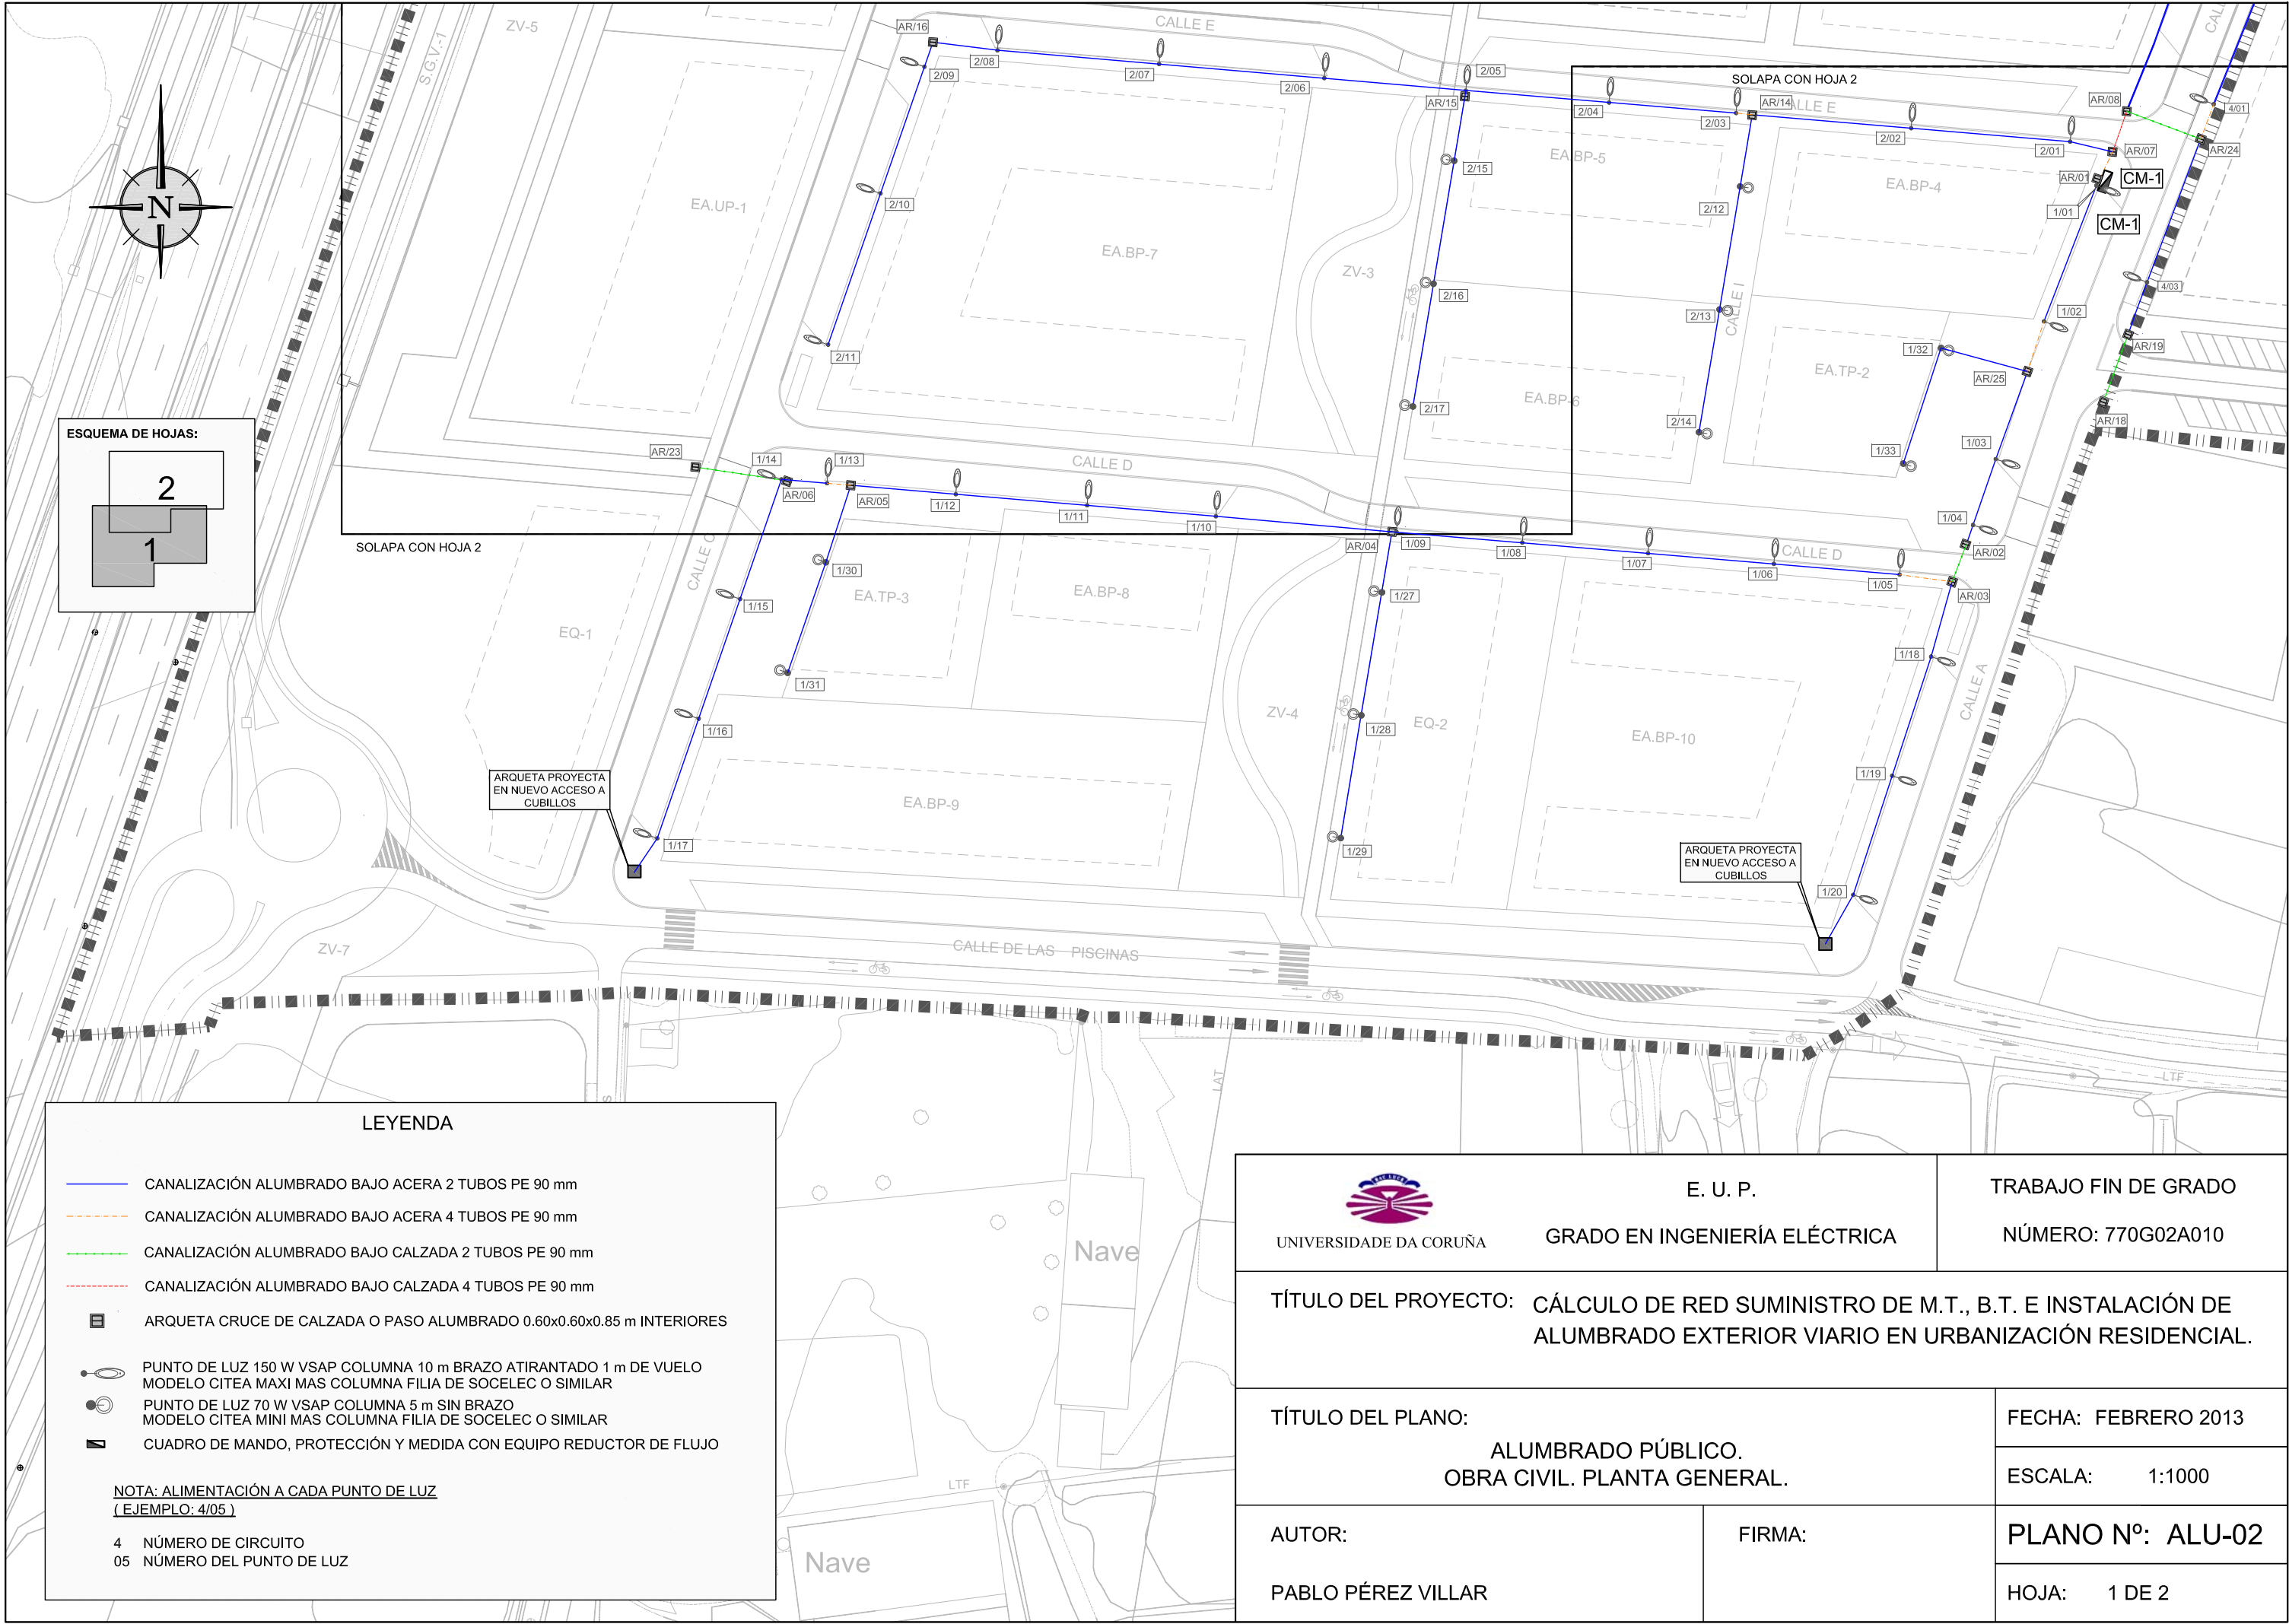 ZV-5
S.G.V.-1
AR/16
CALLE E
2/09
2/08
2/07
2/06
2/05
AR/15
2/04
2/03
AR/14
SOLAPA CON HOJA 2
CALLE E
2/02
2/01
AR/08
AR/07
4/01
AR/24
AR/01
CM-1
1/01
CM-1
N
EA.UP-1
2/10
EA.BP-7
ZV-3
2/15
EA.BP-5
2/12
EA.BP-4
2/16
2/13
CALLE I
1/02
4/03
AR/19
2/11
1/32
EA.TP-2
AR/25
2/17
EA.BP-6
2/14
AR/18
1/03
1/33
ESQUEMA DE HOJAS:
2
1
AR/23
1/14
1/13
AR/06
AR/05
1/12
CALLE D
1/11
1/10
SOLAPA CON HOJA 2
AR/04
1/09
1/08
1/07
CALLE D
1/06
1/05
1/04
AR/02
AR/03
CALLE C
1/30
EA.TP-3
EA.BP-8
1/27
1/15
EQ-1
1/31
1/18
CALLE A
1/16
ZV-4
1/28
EQ-2
EA.BP-10
1/19
ARQUETA PROYECTA
EN NUEVO ACCESO A
CUBILLOS
EA.BP-9
1/17
1/29
ARQUETA PROYECTA
EN NUEVO ACCESO A
CUBILLOS
1/20
ZV-7
CALLE DE LAS PISCINAS
LAT
LTF
S
Nave
LTF
Nave
LEYENDA
CANALIZACIÓN ALUMBRADO BAJO ACERA 2 TUBOS PE 90 mm
CANALIZACIÓN ALUMBRADO BAJO ACERA 4 TUBOS PE 90 mm
CANALIZACIÓN ALUMBRADO BAJO CALZADA 2 TUBOS PE 90 mm
CANALIZACIÓN ALUMBRADO BAJO CALZADA 4 TUBOS PE 90 mm
ARQUETA CRUCE DE CALZADA O PASO ALUMBRADO 0.60x0.60x0.85 m INTERIORES
PUNTO DE LUZ 150 W VSAP COLUMNA 10 m BRAZO ATIRANTADO 1 m DE VUELO
MODELO CITEA MAXI MAS COLUMNA FILIA DE SOCELEC O SIMILAR
PUNTO DE LUZ 70 W VSAP COLUMNA 5 m SIN BRAZO
MODELO CITEA MINI MAS COLUMNA FILIA DE SOCELEC O SIMILAR
CUADRO DE MANDO, PROTECCIÓN Y MEDIDA CON EQUIPO REDUCTOR DE FLUJO
NOTA: ALIMENTACIÓN A CADA PUNTO DE LUZ
( EJEMPLO: 4/05 )
4 NÚMERO DE CIRCUITO
05 NÚMERO DEL PUNTO DE LUZ
UNIVERSIDADE DA CORUÑA
E. U. P.
GRADO EN INGENIERÍA ELÉCTRICA
TRABAJO FIN DE GRADO
NÚMERO: 770G02A010
TÍTULO DEL PROYECTO: CÁLCULO DE RED SUMINISTRO DE M.T., B.T. E INSTALACIÓN DE
ALUMBRADO EXTERIOR VIARIO EN URBANIZACIÓN RESIDENCIAL.
TÍTULO DEL PLANO:
ALUMBRADO PÚBLICO.
OBRA CIVIL. PLANTA GENERAL.
FECHA: FEBRERO 2013
ESCALA: 1:1000
AUTOR:
PABLO PÉREZ VILLAR
FIRMA:
PLANO Nº: ALU-02
HOJA: 1 DE 2